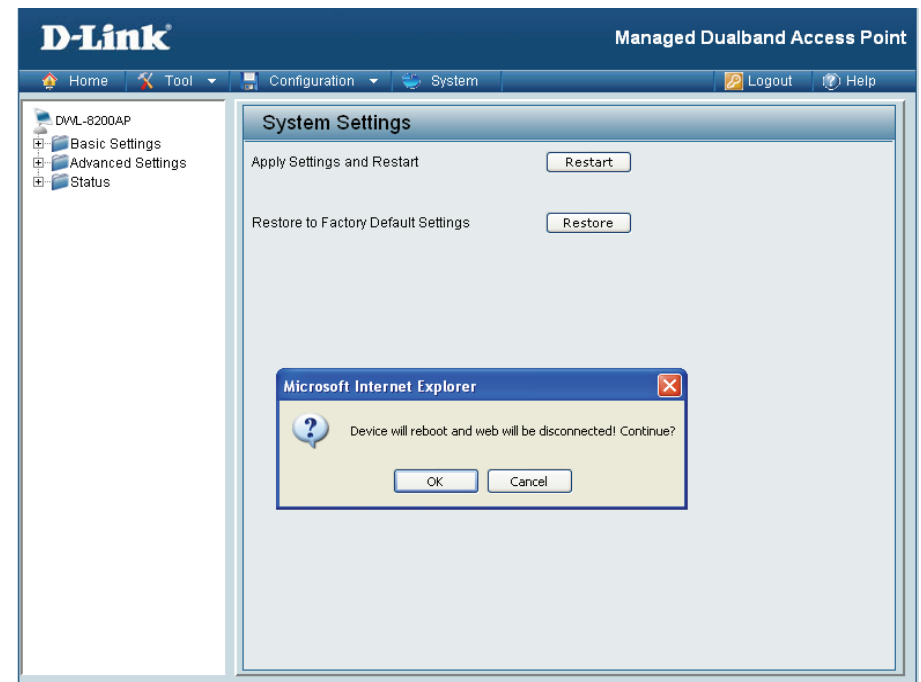 D-Link
Managed Dualband Access Point
Home Tool Configuration System Logout Help
DWL-8200AP
Basic Settings
Advanced Settings
Status
System Settings
Apply Settings and Restart Restart
Restore to Factory Default Settings Restore
Microsoft Internet Explorer
Device will reboot and web will be disconnected! Continue?
OK Cancel